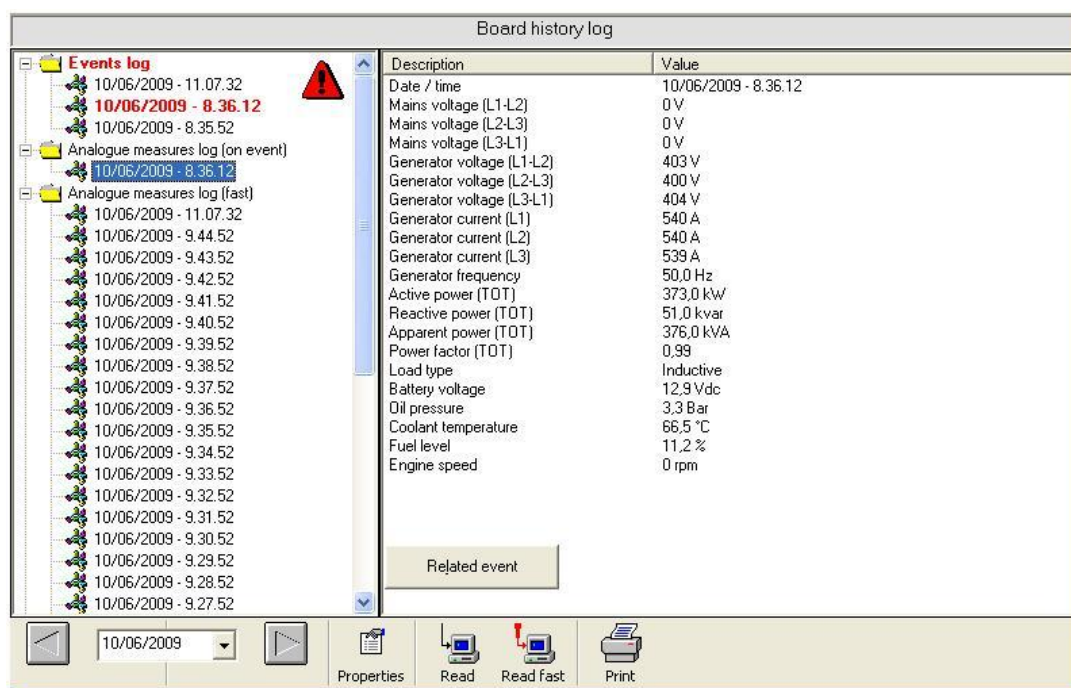 Board history log
Events log
10/06/2009 - 11.07.32
10/06/2009 - 8.36.12
10/06/2009 - 8.35.52
Analogue measures log (on event)
10/06/2009 - 8.36.12
Analogue measures log (fast)
10/06/2009 - 11.07.32
10/06/2009 - 9.44.52
10/06/2009 - 9.43.52
10/06/2009 - 9.42.52
10/06/2009 - 9.41.52
10/06/2009 - 9.40.52
10/06/2009 - 9.39.52
10/06/2009 - 9.38.52
10/06/2009 - 9.37.52
10/06/2009 - 9.36.52
10/06/2009 - 9.35.52
10/06/2009 - 9.34.52
10/06/2009 - 9.33.52
10/06/2009 - 9.32.52
10/06/2009 - 9.31.52
10/06/2009 - 9.30.52
10/06/2009 - 9.29.52
10/06/2009 - 9.28.52
10/06/2009 - 9.27.52
Description Value
Date / time 10/06/2009 - 8.36.12
Mains voltage (L1-L2) 0 V
Mains voltage (L2-L3) 0 V
Mains voltage (L3-L1) 0 V
Generator voltage (L1-L2) 403 V
Generator voltage (L2-L3) 400 V
Generator voltage (L3-L1) 404 V
Generator current (L1) 540 A
Generator current (L2) 540 A
Generator current (L3) 539 A
Generator frequency 50,0 Hz
Active power (TOT) 373,0 kW
Reactive power (TOT) 51,0 kvar
Apparent power (TOT) 376,0 kVA
Power factor (TOT) 0,99
Load type Inductive
Battery voltage 12,9 Vdc
Oil pressure 3,3 Bar
Coolant temperature 66,5 °C
Fuel level 11,2 %
Engine speed 0 rpm
Related event
10/06/2009
Properties Read Read fast Print